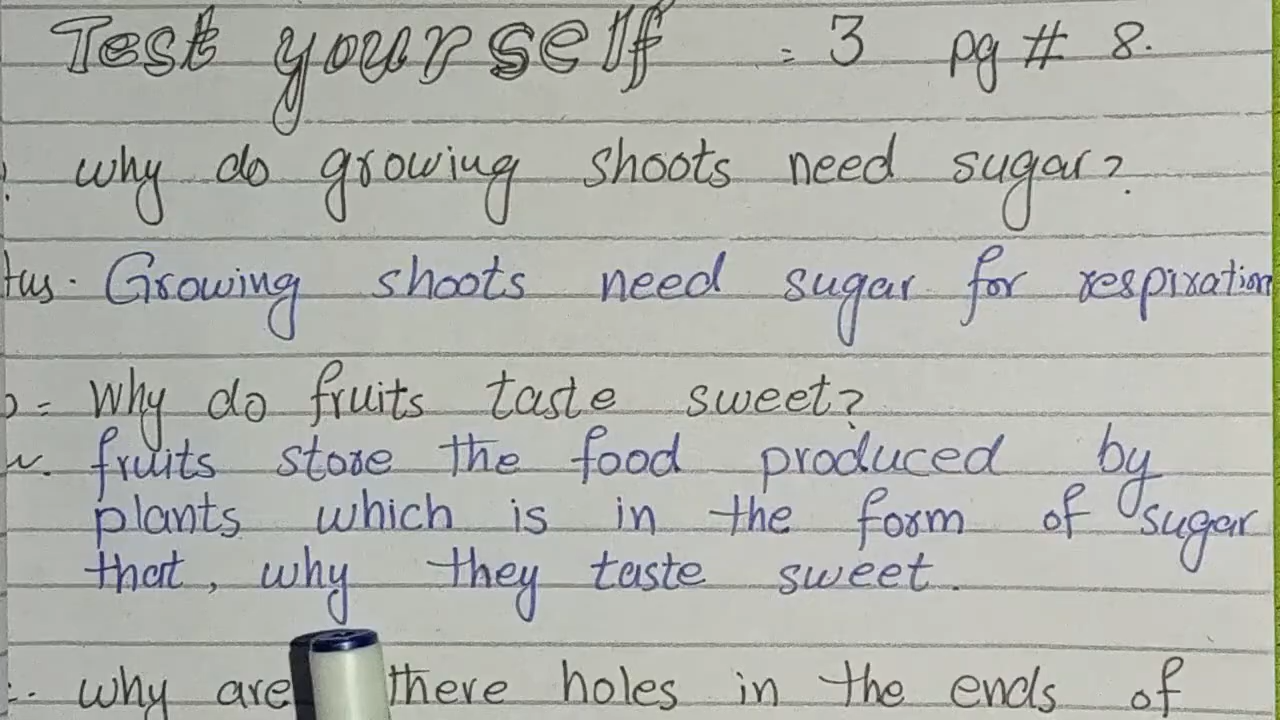 Test yourself = 3 pg # 8.
why do growing shoots need sugar?
Growing shoots need sugar for respiration
Why do fruits taste sweet?
fruits store the food produced by
plants which is in the form of sugar
that, why they taste sweet.
why are there holes in the ends of